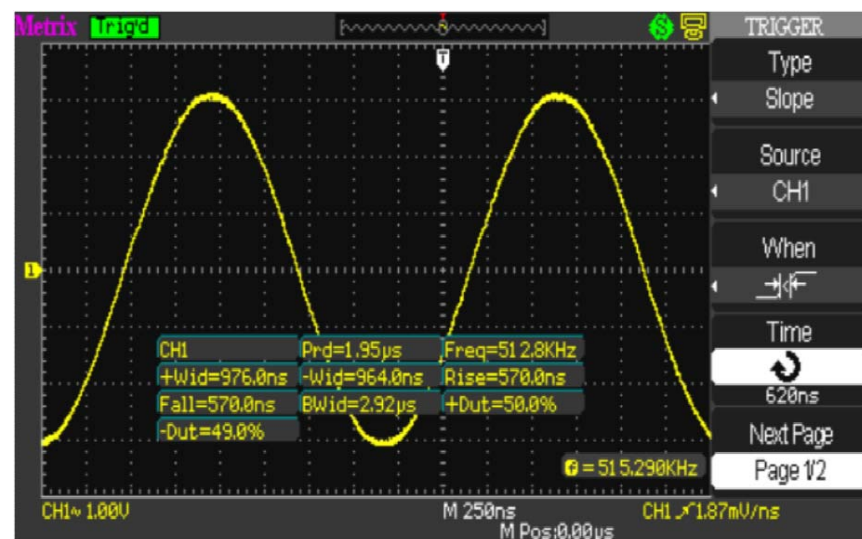 Metrix Trig'd
TRIGGER
Type
Slope
Source
CH1
When
Time
620ns
Next Page
Page 1/2
T
1
CH1 Prd=1.95µs Freq=512.8KHz
+Wid=976.0ns -Wid=964.0ns Rise=570.0ns
Fall=570.0ns BWid=2.92µs +Dut=50.0%
-Dut=49.0%
f =515.290KHz
CH1~ 1.00V M 250ns CH1 1.87mV/ns
M Pos:0.00µs